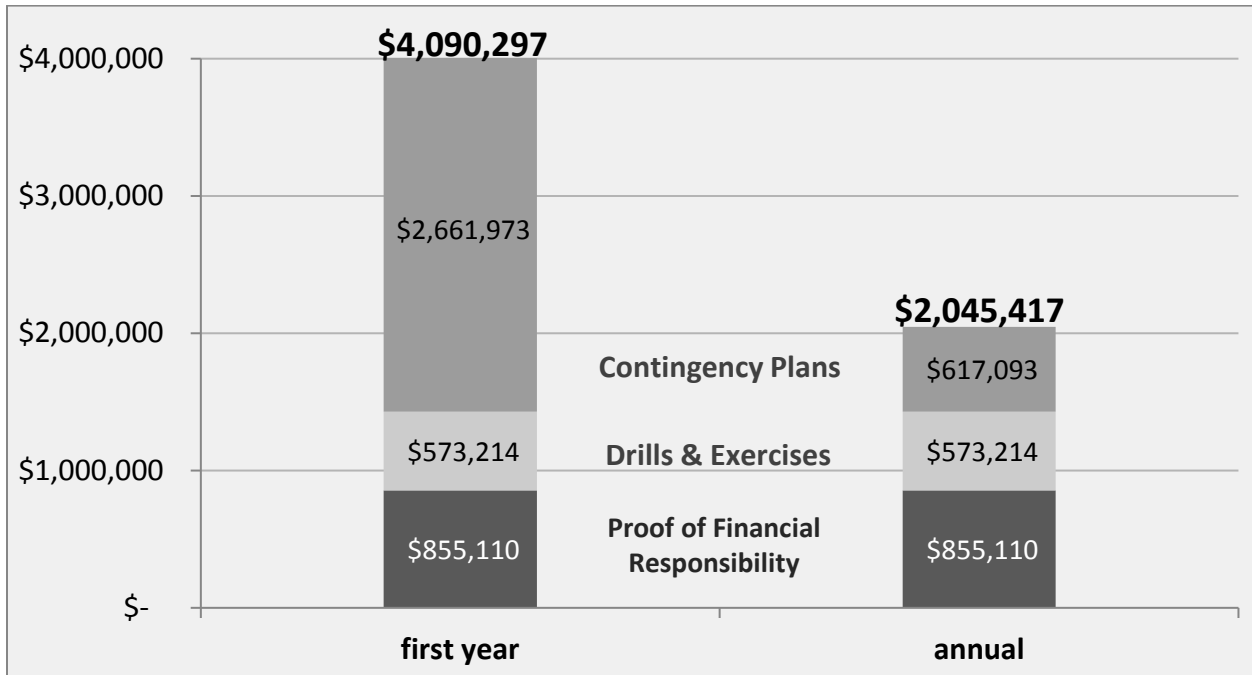 $4,090,297
$4,000,000
$3,000,000
$2,661,973
$2,045,417
$2,000,000
Contingency Plans
$617,093
$573,214
Drills & Exercises
$573,214
$1,000,000
Proof of Financial
Responsibility
$855,110
$855,110
$-
first year
annual